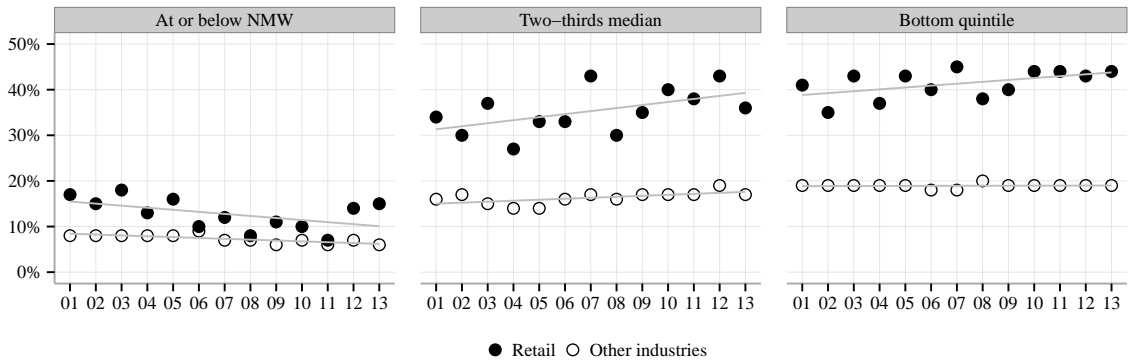 At or below NMW Two−thirds median Bottom quintile
50%
40%
30%
20%
10%
0%
01 02 03 04 05 06 07 08 09 10 11 12 13 01 02 03 04 05 06 07 08 09 10 11 12 13 01 02 03 04 05 06 07 08 09 10 11 12 13
Retail Other industries